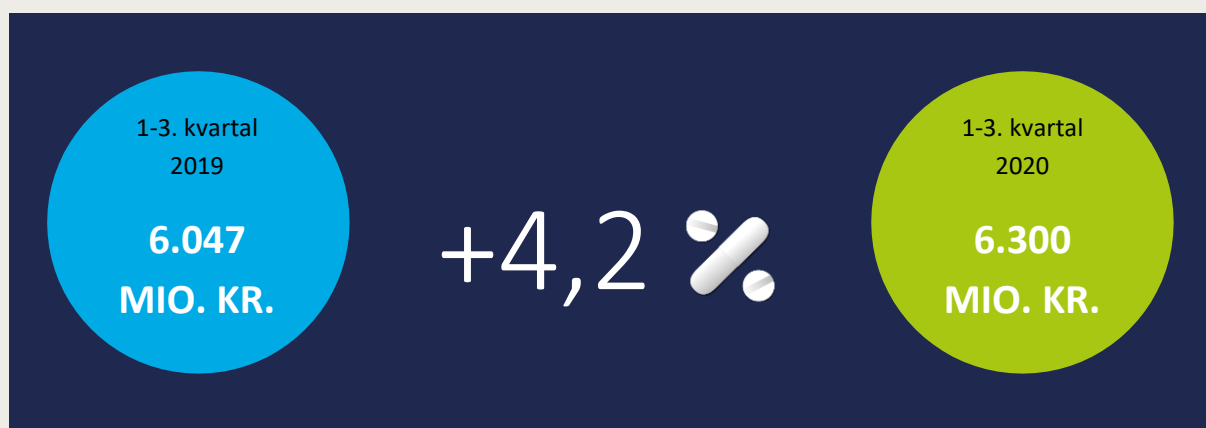 1-3. kvartal
2019
6.047
MIO. KR.
+4,2 %
1-3. kvartal
2020
6.300
MIO. KR.